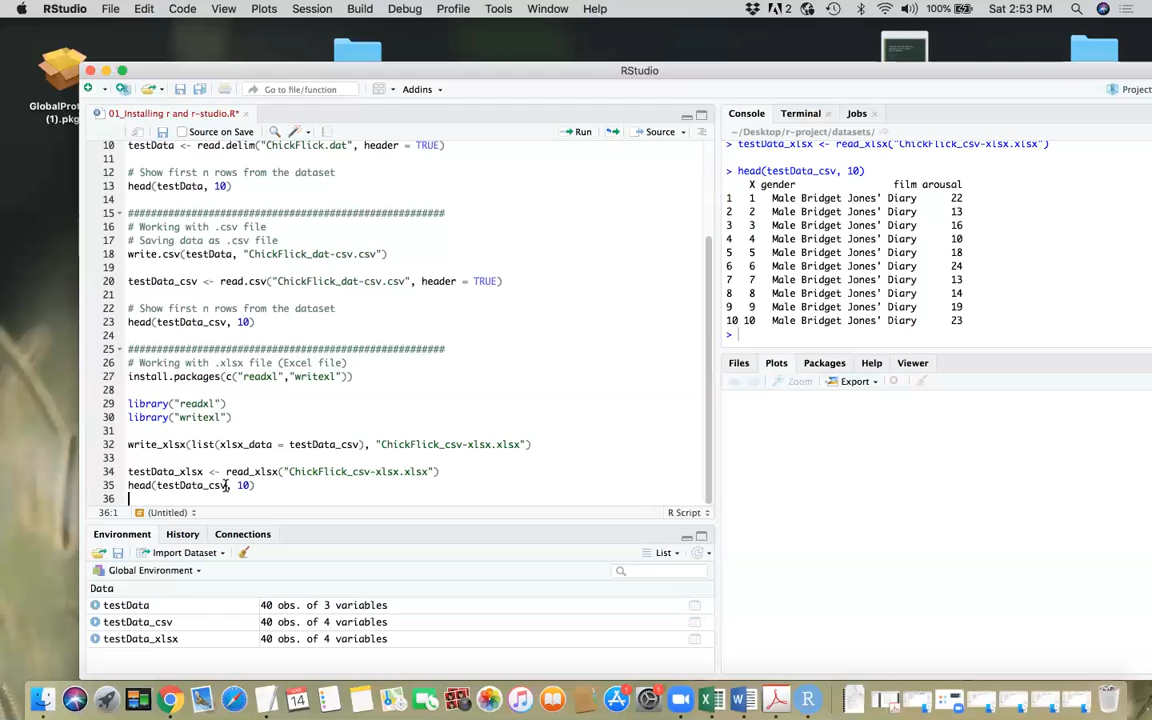 RStudio File Edit Code View Plots Session Build Debug Profile Tools Window Help 2 100% Sat 2:53 PM
GlobalProt
(1).pkg
RStudio
Go to file/function Addins Project
01_Installing r and r-studio.R* ×
Source on Save Run Source
10 testData <- read.delim("ChickFlick.dat", header = TRUE)
11
12 # Show first n rows from the dataset
13 head(testData, 10)
14
15 #######################################################
16 # Working with .csv file
17 # Saving data as .csv file
18 write.csv(testData, "ChickFlick_dat-csv.csv")
19
20 testData_csv <- read.csv("ChickFlick_dat-csv.csv", header = TRUE)
21
22 # Show first n rows from the dataset
23 head(testData_csv, 10)
24
25 #######################################################
26 # Working with .xlsx file (Excel file)
27 install.packages(c("readxl","writexl"))
28
29 library("readxl")
30 library("writexl")
31
32 write_xlsx(list(xlsx_data = testData_csv), "ChickFlick_csv-xlsx.xlsx")
33
34 testData_xlsx <- read_xlsx("ChickFlick_csv-xlsx.xlsx")
35 head(testData_csv, 10)
36
36:1 (Untitled) R Script
Environment History Connections
Import Dataset List
Global Environment
Data
testData 40 obs. of 3 variables
testData_csv 40 obs. of 4 variables
testData_xlsx 40 obs. of 4 variables
Console Terminal × Jobs ×
~/Desktop/r-project/datasets/
> testData_xlsx <- read_xlsx("ChickFlick_csv-xlsx.xlsx")
> head(testData_csv, 10)
X gender film arousal
1 1 Male Bridget Jones' Diary 22
2 2 Male Bridget Jones' Diary 13
3 3 Male Bridget Jones' Diary 16
4 4 Male Bridget Jones' Diary 10
5 5 Male Bridget Jones' Diary 18
6 6 Male Bridget Jones' Diary 24
7 7 Male Bridget Jones' Diary 13
8 8 Male Bridget Jones' Diary 14
9 9 Male Bridget Jones' Diary 19
10 10 Male Bridget Jones' Diary 23
>
Files Plots Packages Help Viewer
Zoom Export